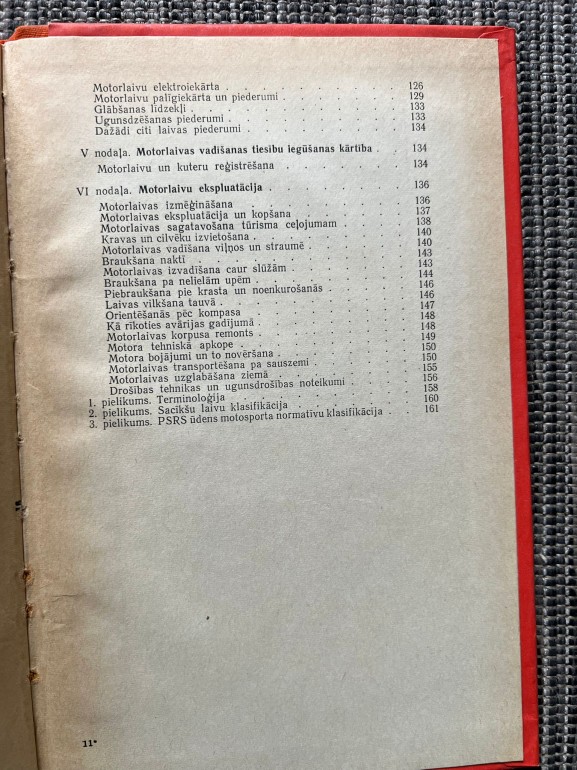 Motorlaivu elektroiekārta . . . . . . . . 126
Motorlaivu palīgiekārta un piederumi . . . . . . 129
Glābšanas līdzekļi . . . . . . . . . 133
Ugunsdzēšanas piederumi . . . . . . . . 133
Dažādi citi laivas piederumi . . . . . . . 134
V nodaļa. Motorlaivas vadīšanas tiesību iegūšanas kārtība . . 134
Motorlaivu un kuteru reģistrēšana . . . . . . 134
VI nodaļa. Motorlaivu ekspluatācija . . . . . . 136
Motorlaivas izmēģināšana . . . . . . . . 136
Motorlaivas ekspluatācija un kopšana . . . . . 137
Motorlaivas sagatavošana tūrisma ceļojumam . . . . 138
Kravas un cilvēku izvietošana . . . . . . . 140
Motorlaivas vadīšana viļņos un straumē . . . . . 140
Braukšana naktī . . . . . . . . . . 143
Motorlaivas izvadīšana caur slūžām . . . . . . 143
Braukšana pa nelielām upēm . . . . . . . 144
Piebraukšana pie krasta un noenkurošanās . . . . 146
Laivas vilkšana tauvā . . . . . . . . 146
Orientēšanās pēc kompasa . . . . . . . 147
Kā rīkoties avārijas gadījumā . . . . . . . 148
Motorlaivas korpusa remonts . . . . . . . 148
Motora tehniskā apkope . . . . . . . . 149
Motora bojājumi un to novēršana . . . . . . 150
Motorlaivas transportēšana pa sauszemi . . . . . 150
Motorlaivas uzglabāšana ziemā . . . . . . 155
Drošības tehnikas un ugunsdrošības noteikumi . . . . 156
1. pielikums. Terminoloģija . . . . . . . . 158
2. pielikums. Sacīkšu laivu klasifikācija . . . . . . 160
3. pielikums. PSRS ūdens motosporta normatīvu klasifikācija . . 161
11*